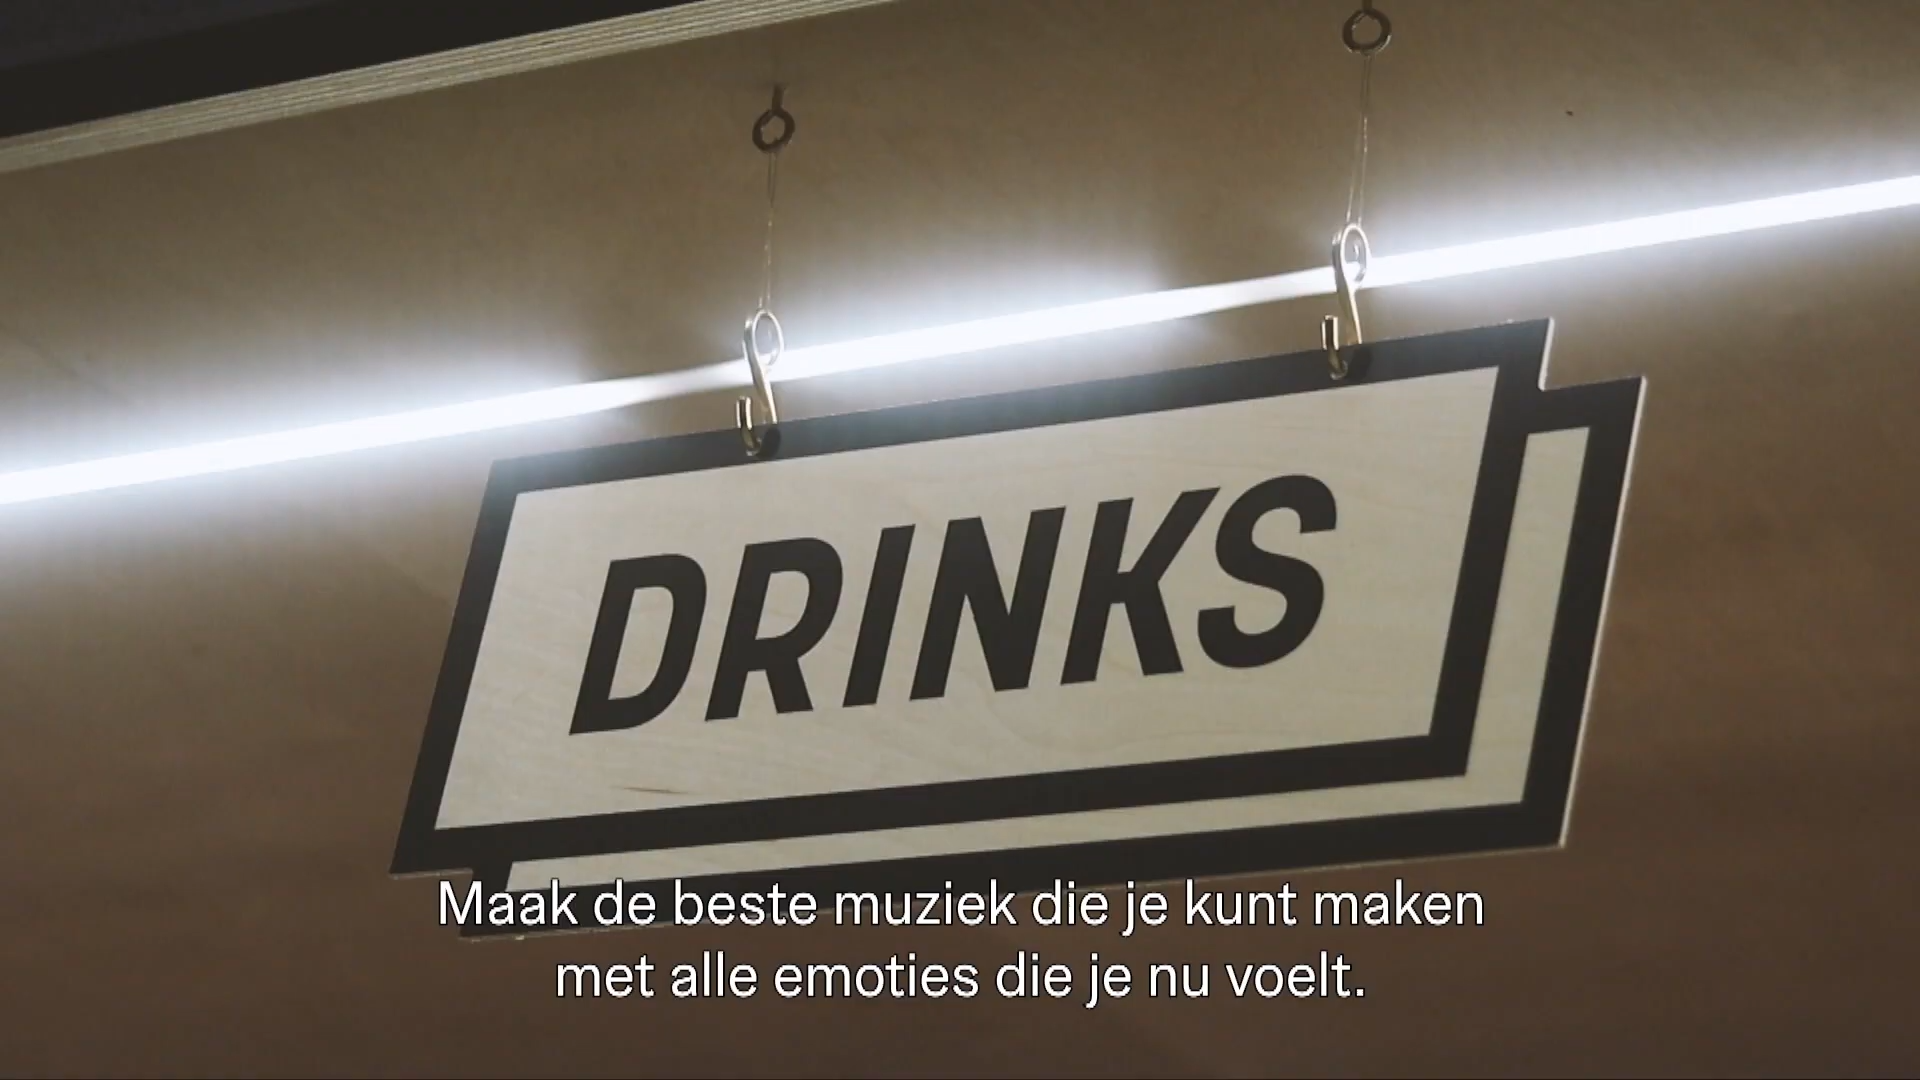 DRINKS
Maak de beste muziek die je kunt maken
met alle emoties die je nu voelt.